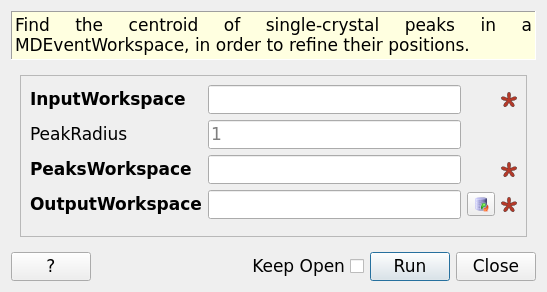 Find the centroid of single-crystal peaks in a
MDEventWorkspace, in order to refine their positions.
InputWorkspace
PeakRadius 1
PeaksWorkspace
OutputWorkspace
? Keep Open Run Close